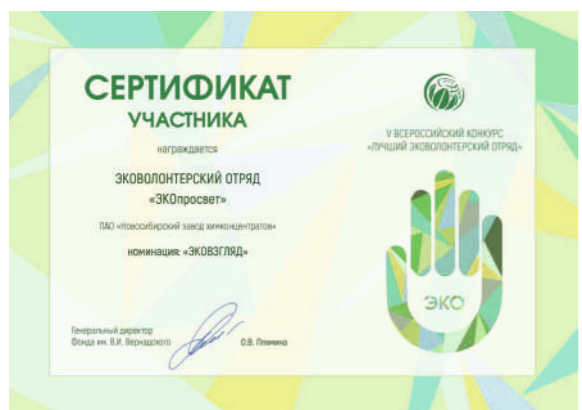 СЕРТИФИКАТ
УЧАСТНИКА
награждается
ЭКОВОЛОНТЕРСКИЙ ОТРЯД
«ЭКОпросвет»
ПАО «Новосибирский завод химконцентратов»
номинация: «ЭКОВЗГЛЯД»
Генеральный директор
Фонда им. В.И. Вернадского
О.В. Плямина
V ВСЕРОССИЙСКИЙ КОНКУРС
«ЛУЧШИЙ ЭКОВОЛОНТЕРСКИЙ ОТРЯД»
ЭКО